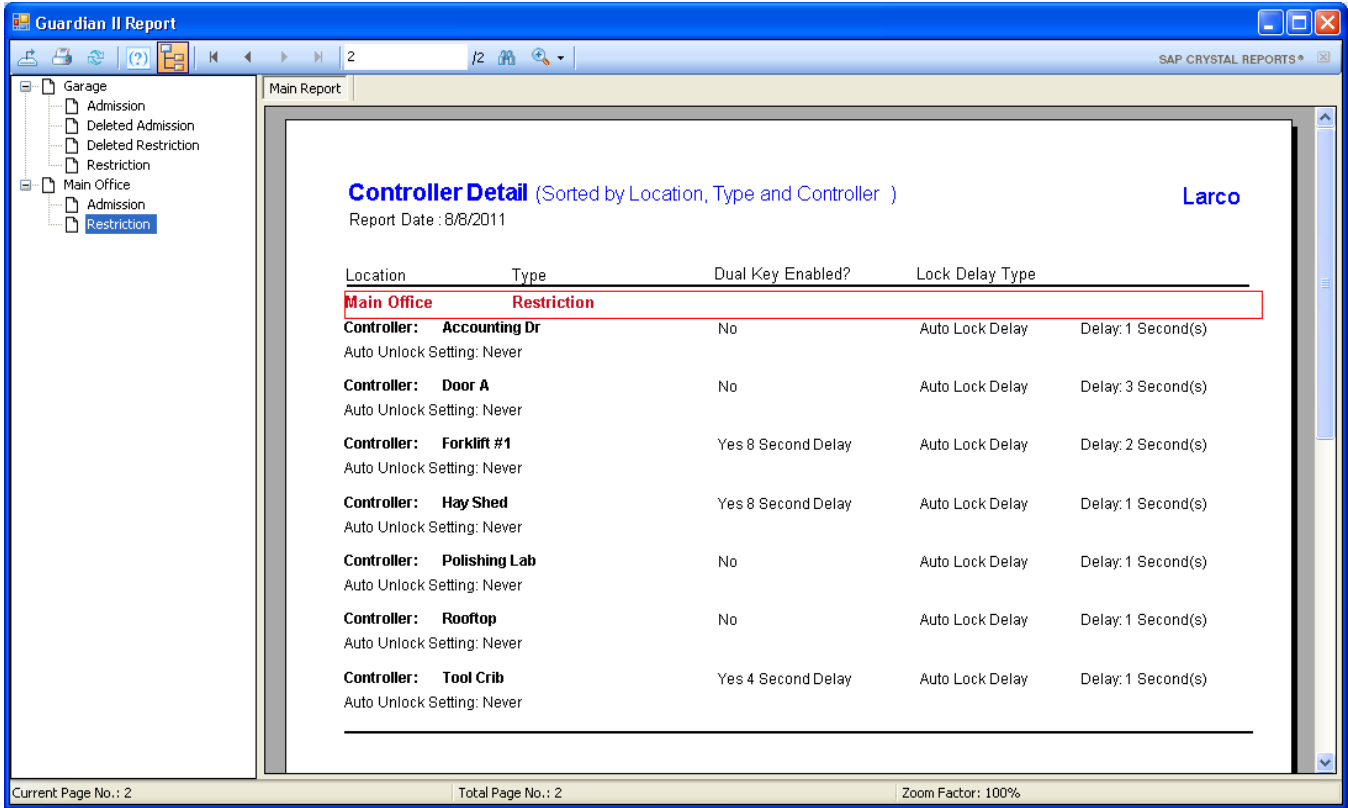 Guardian II Report
2 /2 SAP CRYSTAL REPORTS®
Garage
Admission
Deleted Admission
Deleted Restriction
Restriction
Main Office
Admission
Restriction
Main Report
Controller Detail (Sorted by Location, Type and Controller ) Larco
Report Date : 8/8/2011
Location Type Dual Key Enabled? Lock Delay Type
Main Office Restriction
Controller: Accounting Dr No Auto Lock Delay Delay: 1 Second(s)
Auto Unlock Setting: Never
Controller: Door A No Auto Lock Delay Delay: 3 Second(s)
Auto Unlock Setting: Never
Controller: Forklift #1 Yes 8 Second Delay Auto Lock Delay Delay: 2 Second(s)
Auto Unlock Setting: Never
Controller: Hay Shed Yes 8 Second Delay Auto Lock Delay Delay: 1 Second(s)
Auto Unlock Setting: Never
Controller: Polishing Lab No Auto Lock Delay Delay: 1 Second(s)
Auto Unlock Setting: Never
Controller: Rooftop No Auto Lock Delay Delay: 1 Second(s)
Auto Unlock Setting: Never
Controller: Tool Crib Yes 4 Second Delay Auto Lock Delay Delay: 1 Second(s)
Auto Unlock Setting: Never
Current Page No.: 2 Total Page No.: 2 Zoom Factor: 100%